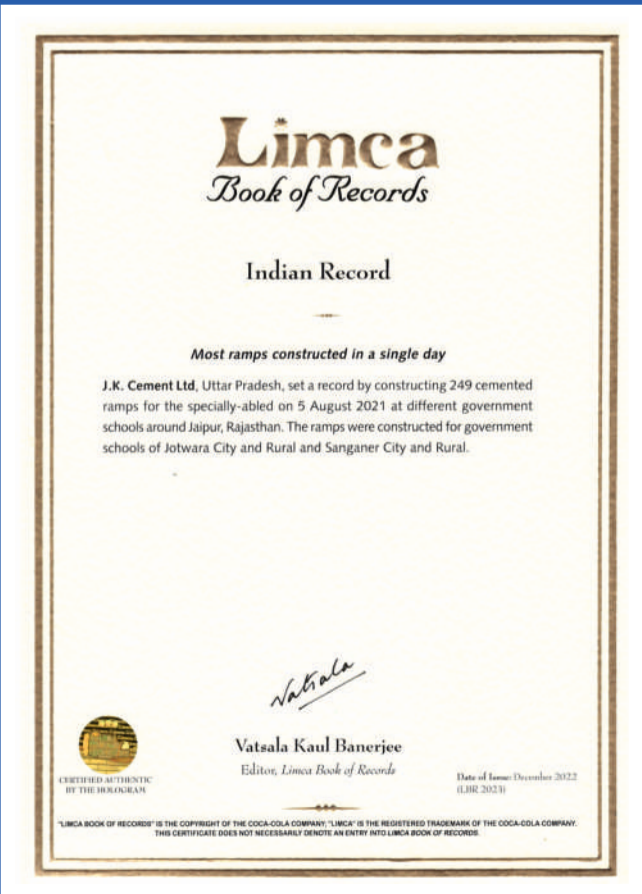 Limca
Book of Records
Indian Record
Most ramps constructed in a single day
J.K. Cement Ltd, Uttar Pradesh, set a record by constructing 249 cemented
ramps for the specially-abled on 5 August 2021 at different government
schools around Jaipur, Rajasthan. The ramps were constructed for government
schools of Jotwara City and Rural and Sanganer City and Rural.
Vatsala
Vatsala Kaul Banerjee
Editor, Limca Book of Records
CERTIFIED AUTHENTIC
BY THE HOLOGRAM
Date of Issue: December 2022
(LBR 2023)
"LIMCA BOOK OF RECORDS" IS THE COPYRIGHT OF THE COCA-COLA COMPANY; "LIMCA" IS THE REGISTERED TRADEMARK OF THE COCA-COLA COMPANY.
THIS CERTIFICATE DOES NOT NECESSARILY DENOTE AN ENTRY INTO LIMCA BOOK OF RECORDS.